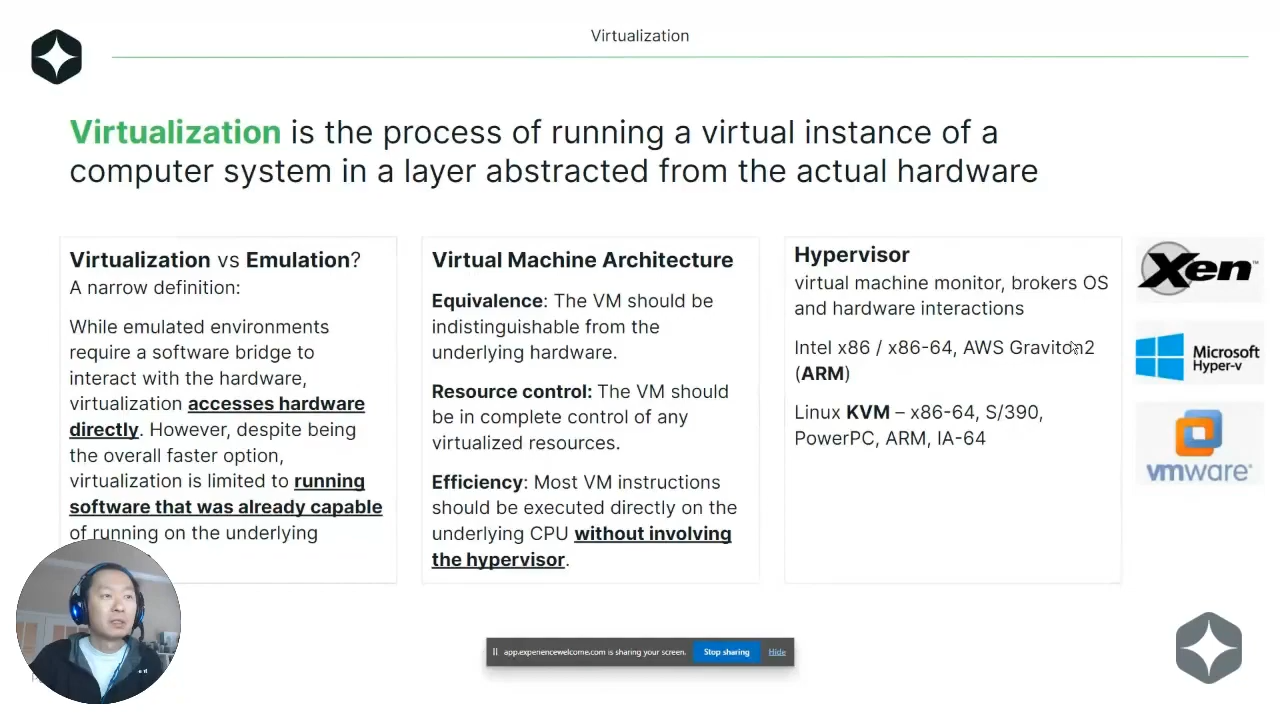 Virtualization
Virtualization is the process of running a virtual instance of a
computer system in a layer abstracted from the actual hardware
Virtualization vs Emulation?
A narrow definition:
While emulated environments
require a software bridge to
interact with the hardware,
virtualization accesses hardware
directly. However, despite being
the overall faster option,
virtualization is limited to running
software that was already capable
of running on the underlying
Virtual Machine Architecture
Equivalence: The VM should be
indistinguishable from the
underlying hardware.
Resource control: The VM should
be in complete control of any
virtualized resources.
Efficiency: Most VM instructions
should be executed directly on the
underlying CPU without involving
the hypervisor.
Hypervisor
virtual machine monitor, brokers OS
and hardware interactions
Intel x86 / x86-64, AWS Graviton2
(ARM)
Linux KVM – x86-64, S/390,
PowerPC, ARM, IA-64
Xen™
Microsoft
Hyper-v
vmware®
app.experiencewelcome.com is sharing your screen.
Stop sharing
Hide